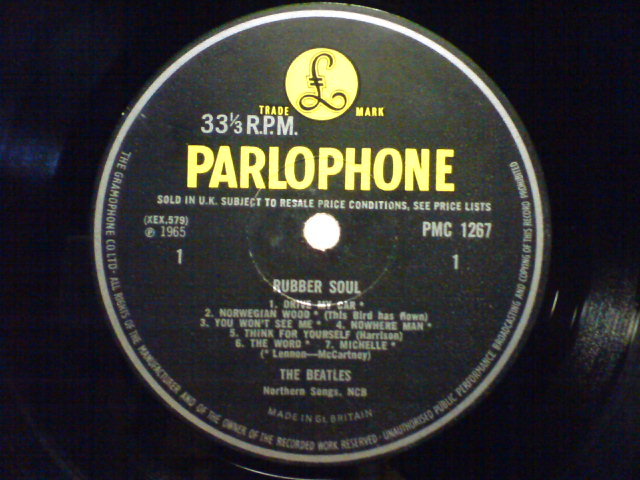 £
TRADE MARK
33⅓ R.P.M.
PARLOPHONE
SOLD IN U.K. SUBJECT TO RESALE PRICE CONDITIONS, SEE PRICE LISTS
(XEX.579)
℗ 1965
PMC 1267
1
1
RUBBER SOUL
1. DRIVE MY CAR *
2. NORWEGIAN WOOD * (This Bird has flown)
3. YOU WON'T SEE ME * 4. NOWHERE MAN *
5. THINK FOR YOURSELF (Harrison)
6. THE WORD * 7. MICHELLE *
(* Lennon—McCartney)
THE BEATLES
Northern Songs, NCB
MADE IN GT. BRITAIN
THE GRAMOPHONE CO. LTD. - ALL RIGHTS OF THE MANUFACTURER AND OF THE OWNER OF THE RECORDED WORK RESERVED - UNAUTHORISED PUBLIC PERFORMANCE BROADCASTING AND COPYING OF THIS RECORD PROHIBITED